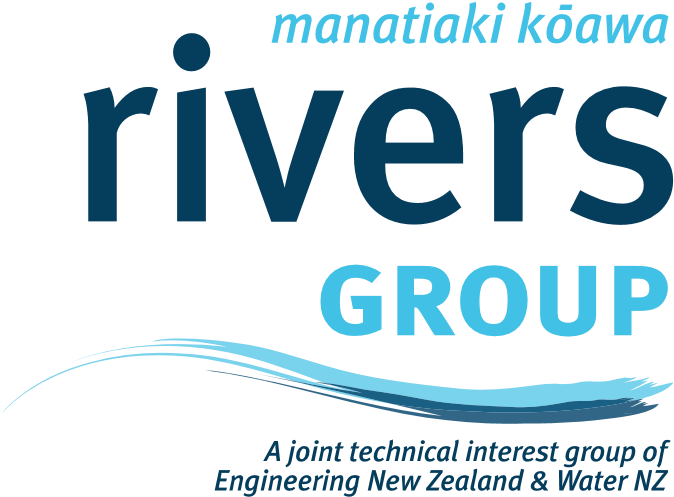 manatiaki kōawa
rivers
GROUP
A joint technical interest group of
Engineering New Zealand & Water NZ